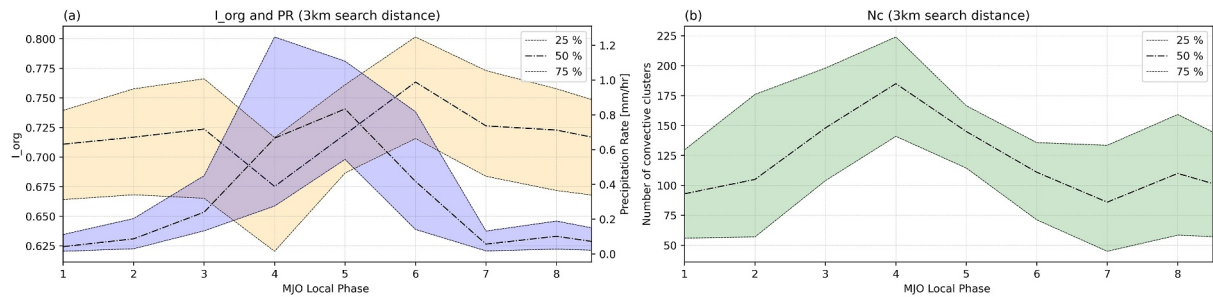 (a)
I_org and PR (3km search distance)
0.800
0.775
0.750
0.725
0.700
0.675
0.650
0.625
I_org
1 2 3 4 5 6 7 8
MJO Local Phase
25 %
50 %
75 %
1.2
1.0
0.8
0.6
0.4
0.2
0.0
Precipitation Rate [mm/hr]
(b)
Nc (3km search distance)
225
200
175
150
125
100
75
50
Number of convective clusters
1 2 3 4 5 6 7 8
MJO Local Phase
25 %
50 %
75 %